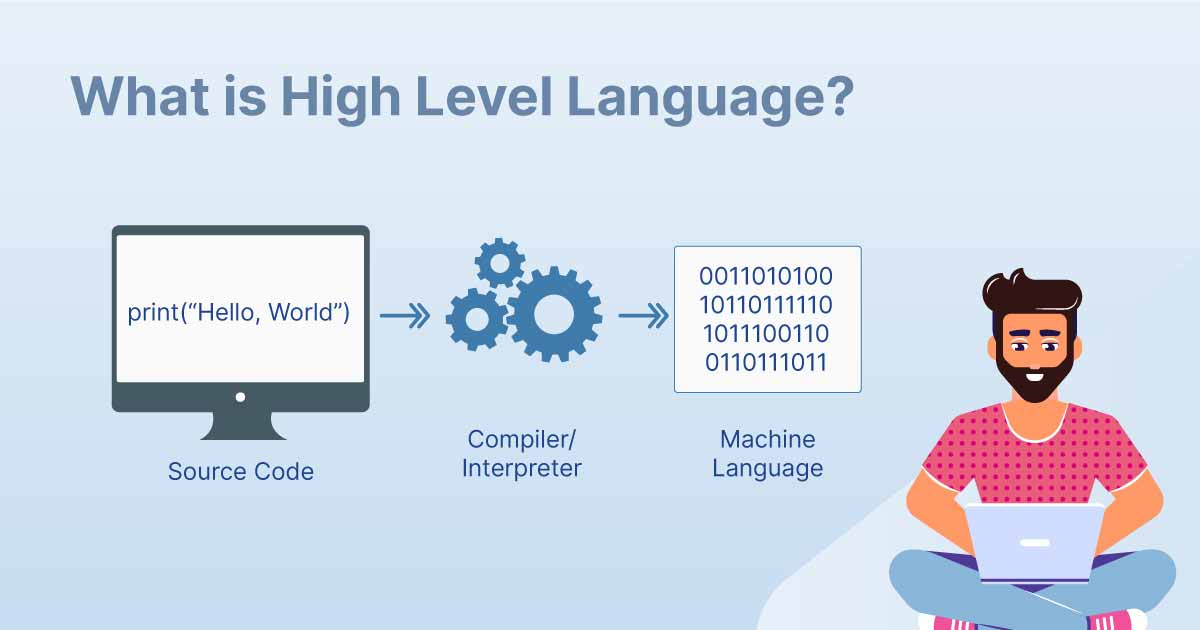 What is High Level Language?
print(“Hello, World”)
Source Code
Compiler/
Interpreter
0011010100
10110111110
1011100110
0110111011
Machine
Language